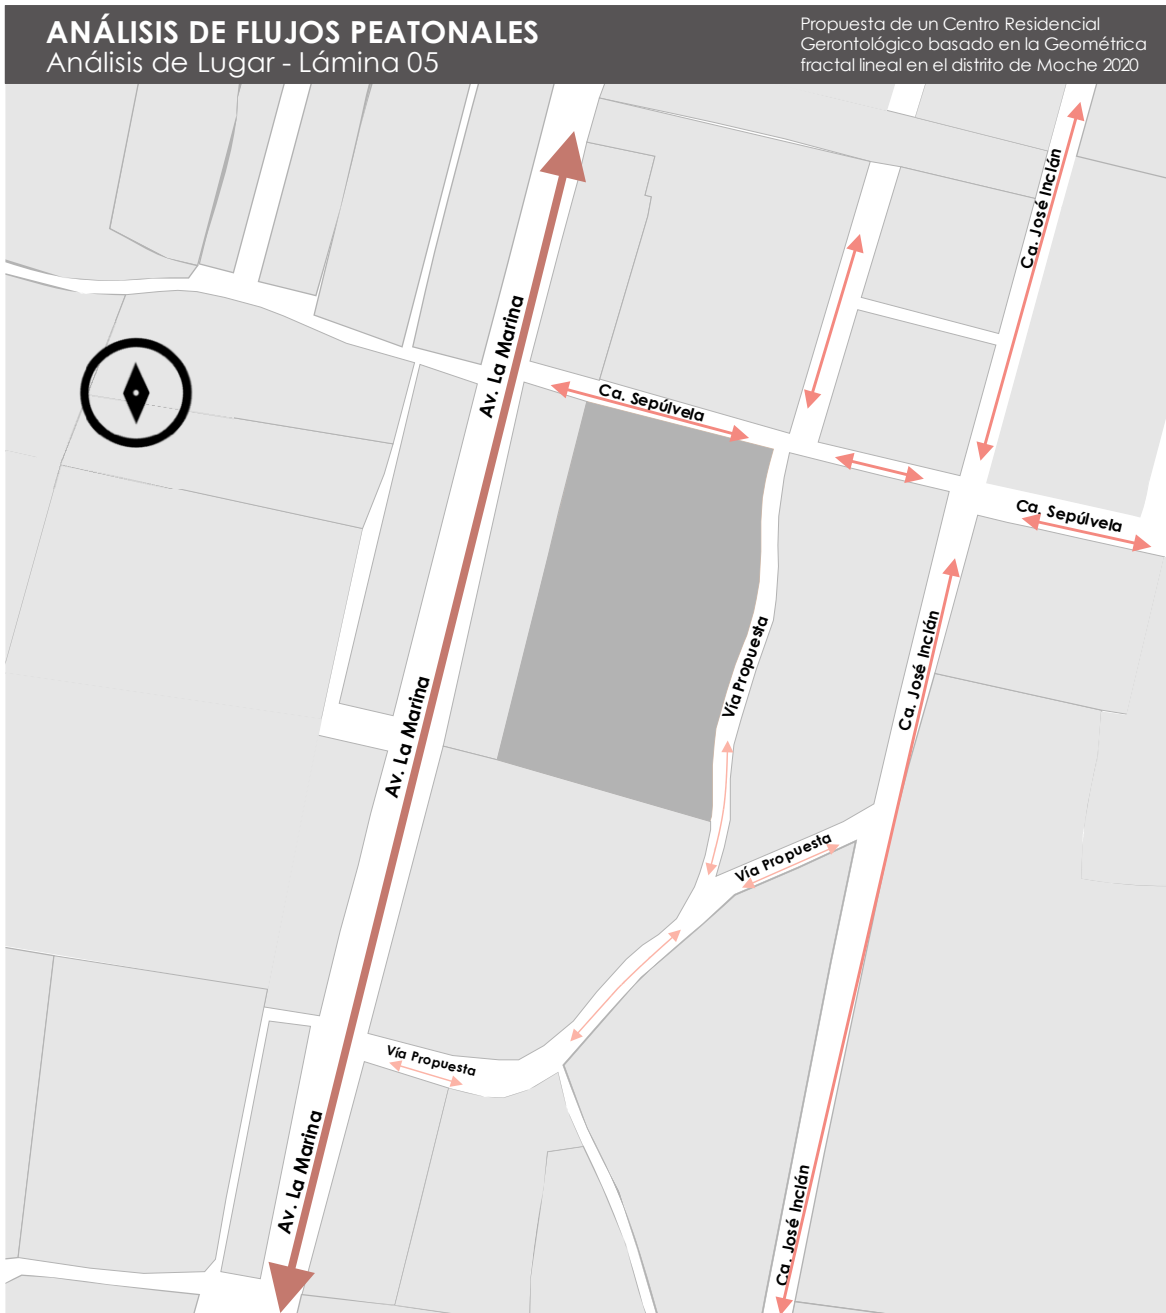 ANÁLISIS DE FLUJOS PEATONALES
Análisis de Lugar - Lámina 05
Propuesta de un Centro Residencial
Gerontológico basado en la Geométrica
fractal lineal en el distrito de Moche 2020
Ca. José Inclán
Av. La Marina
Ca. Sepúlvela
Ca. Sepúlvela
Vía Propuesta
Ca. José Inclán
Av. La Marina
Vía Propuesta
Vía Propuesta
Av. La Marina
Ca. José Inclán